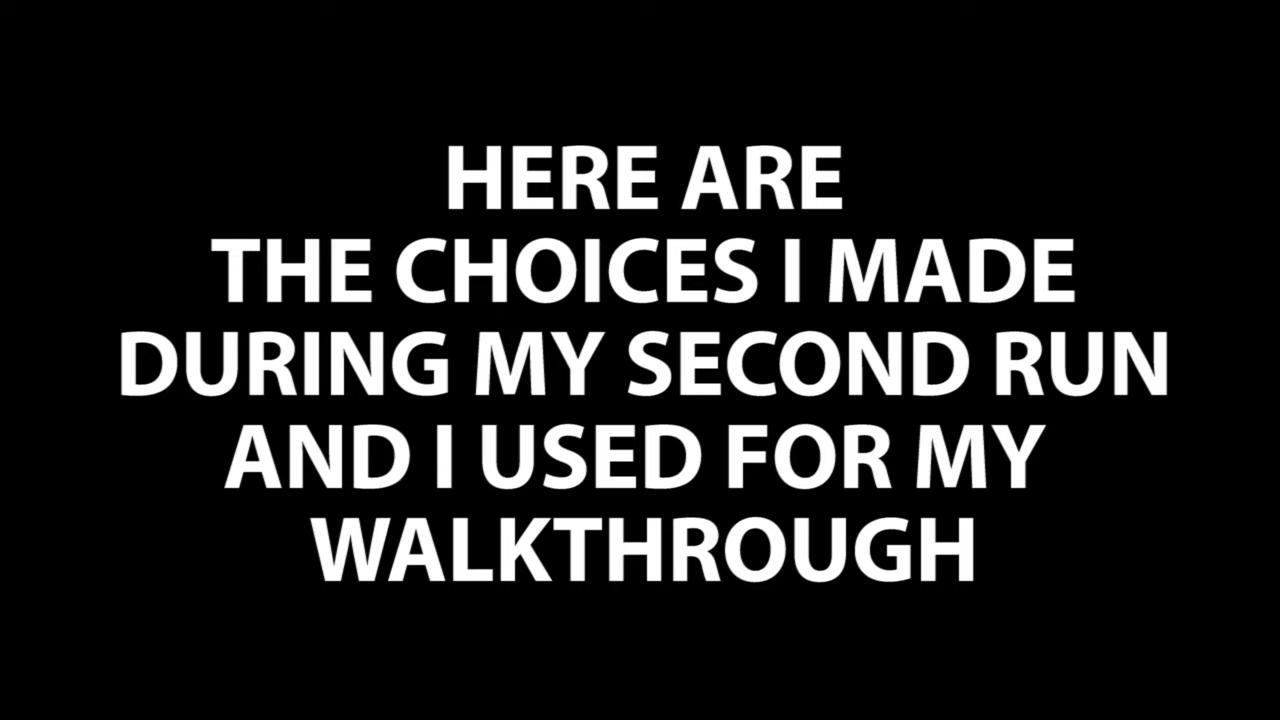 HERE ARE
THE CHOICES I MADE
DURING MY SECOND RUN
AND I USED FOR MY
WALKTHROUGH